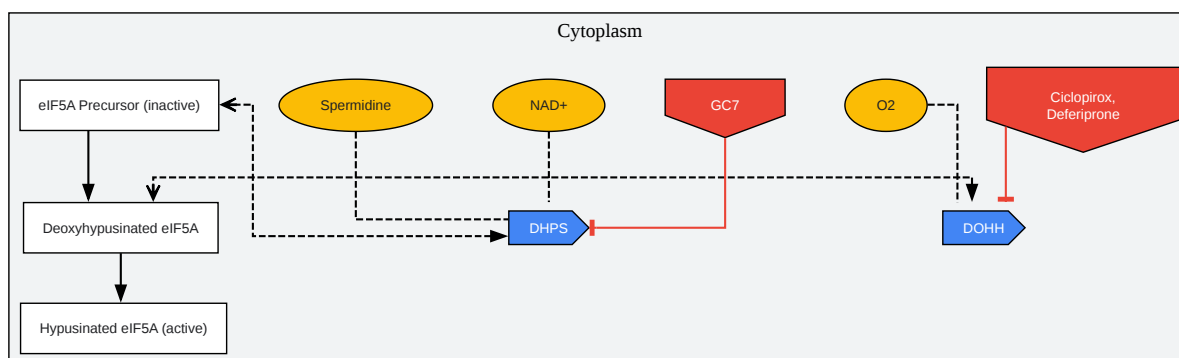 Cytoplasm
eIF5A Precursor (inactive)
Spermidine
NAD+
GC7
O2
Ciclopirox,
Deferiprone
Deoxyhypusinated eIF5A
DHPS
DOHH
Hypusinated eIF5A (active)